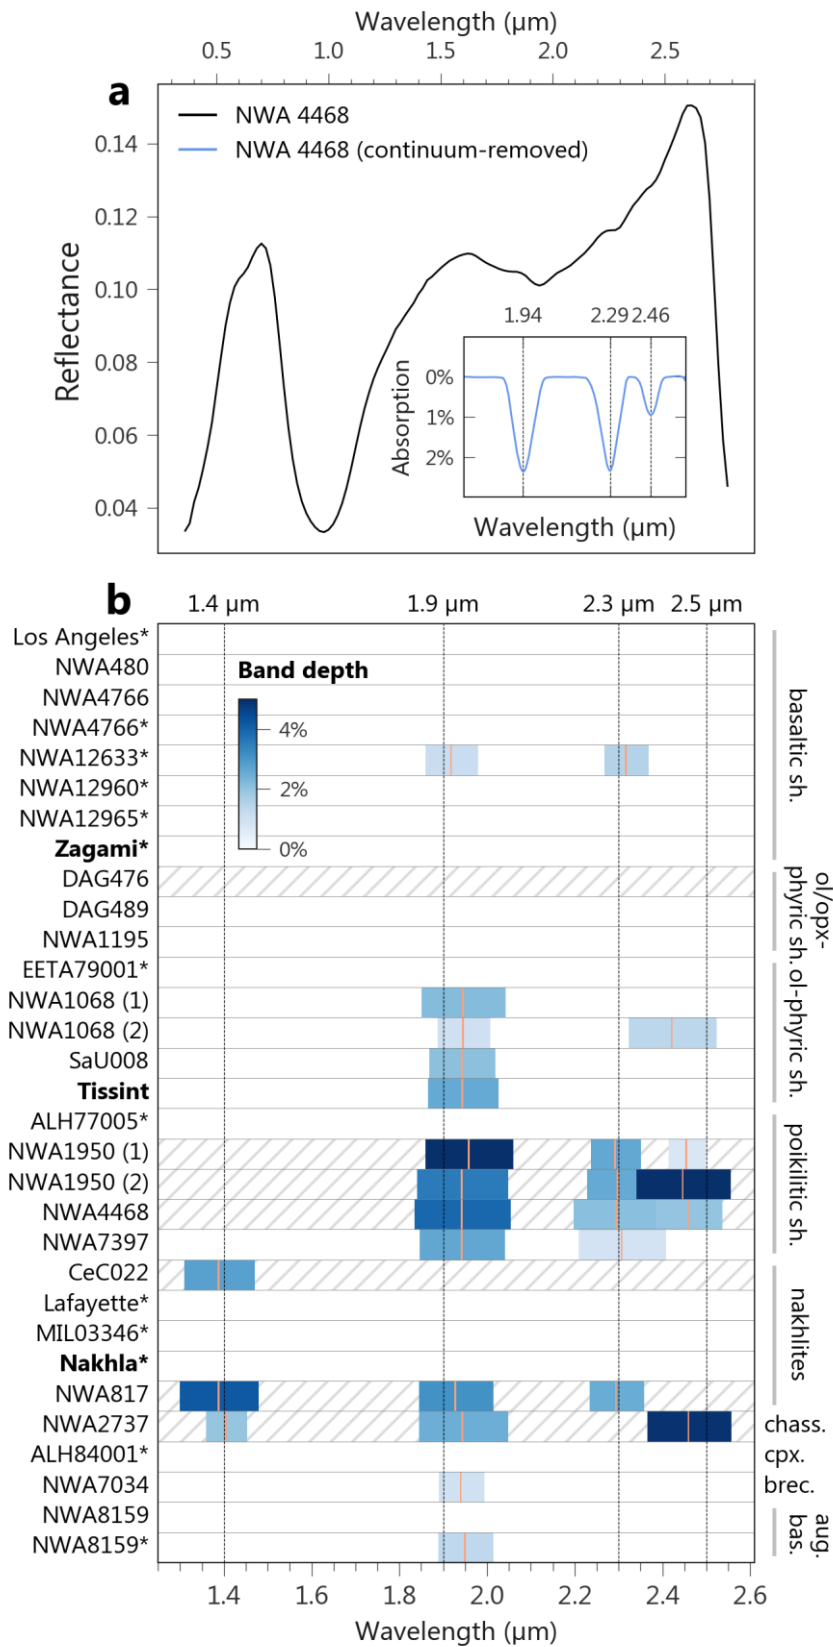 Wavelength (µm)
0.5 1.0 1.5 2.0 2.5
a
NWA 4468
NWA 4468 (continuum-removed)
Reflectance
0.14
0.12
0.10
0.08
0.06
0.04
1.94 2.29 2.46
Absorption
0%
1%
2%
Wavelength (µm)
b
1.4 µm 1.9 µm 2.3 µm 2.5 µm
Band depth
4%
2%
0%
Los Angeles*
NWA480
NWA4766
NWA4766*
NWA12633*
NWA12960*
NWA12965*
Zagami*
DAG476
DAG489
NWA1195
EETA79001*
NWA1068 (1)
NWA1068 (2)
SaU008
Tissint
ALH77005*
NWA1950 (1)
NWA1950 (2)
NWA4468
NWA7397
CeC022
Lafayette*
MIL03346*
Nakhla*
NWA817
NWA2737
ALH84001*
NWA7034
NWA8159
NWA8159*
basaltic sh.
ol/opx-
phyric sh.
ol-phyric sh.
poikilitic sh.
nakhlites
chass.
cpx.
brec.
aug.
bas.
1.4 1.6 1.8 2.0 2.2 2.4 2.6
Wavelength (µm)